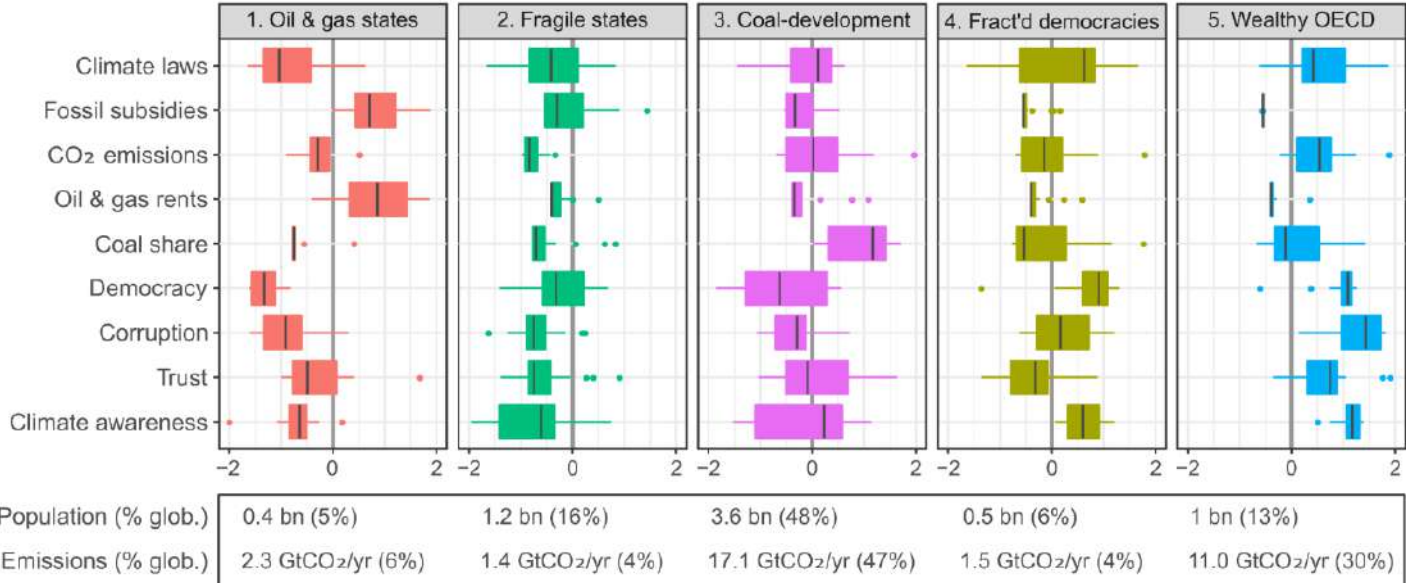 1. Oil & gas states
2. Fragile states
3. Coal-development
4. Fract'd democracies
5. Wealthy OECD
Climate laws
Fossil subsidies
CO₂ emissions
Oil & gas rents
Coal share
Democracy
Corruption
Trust
Climate awareness
−2 0 2 −2 0 2 −2 0 2 −2 0 2 −2 0 2
Population (% glob.) 0.4 bn (5%) 1.2 bn (16%) 3.6 bn (48%) 0.5 bn (6%) 1 bn (13%)
Emissions (% glob.) 2.3 GtCO₂/yr (6%) 1.4 GtCO₂/yr (4%) 17.1 GtCO₂/yr (47%) 1.5 GtCO₂/yr (4%) 11.0 GtCO₂/yr (30%)